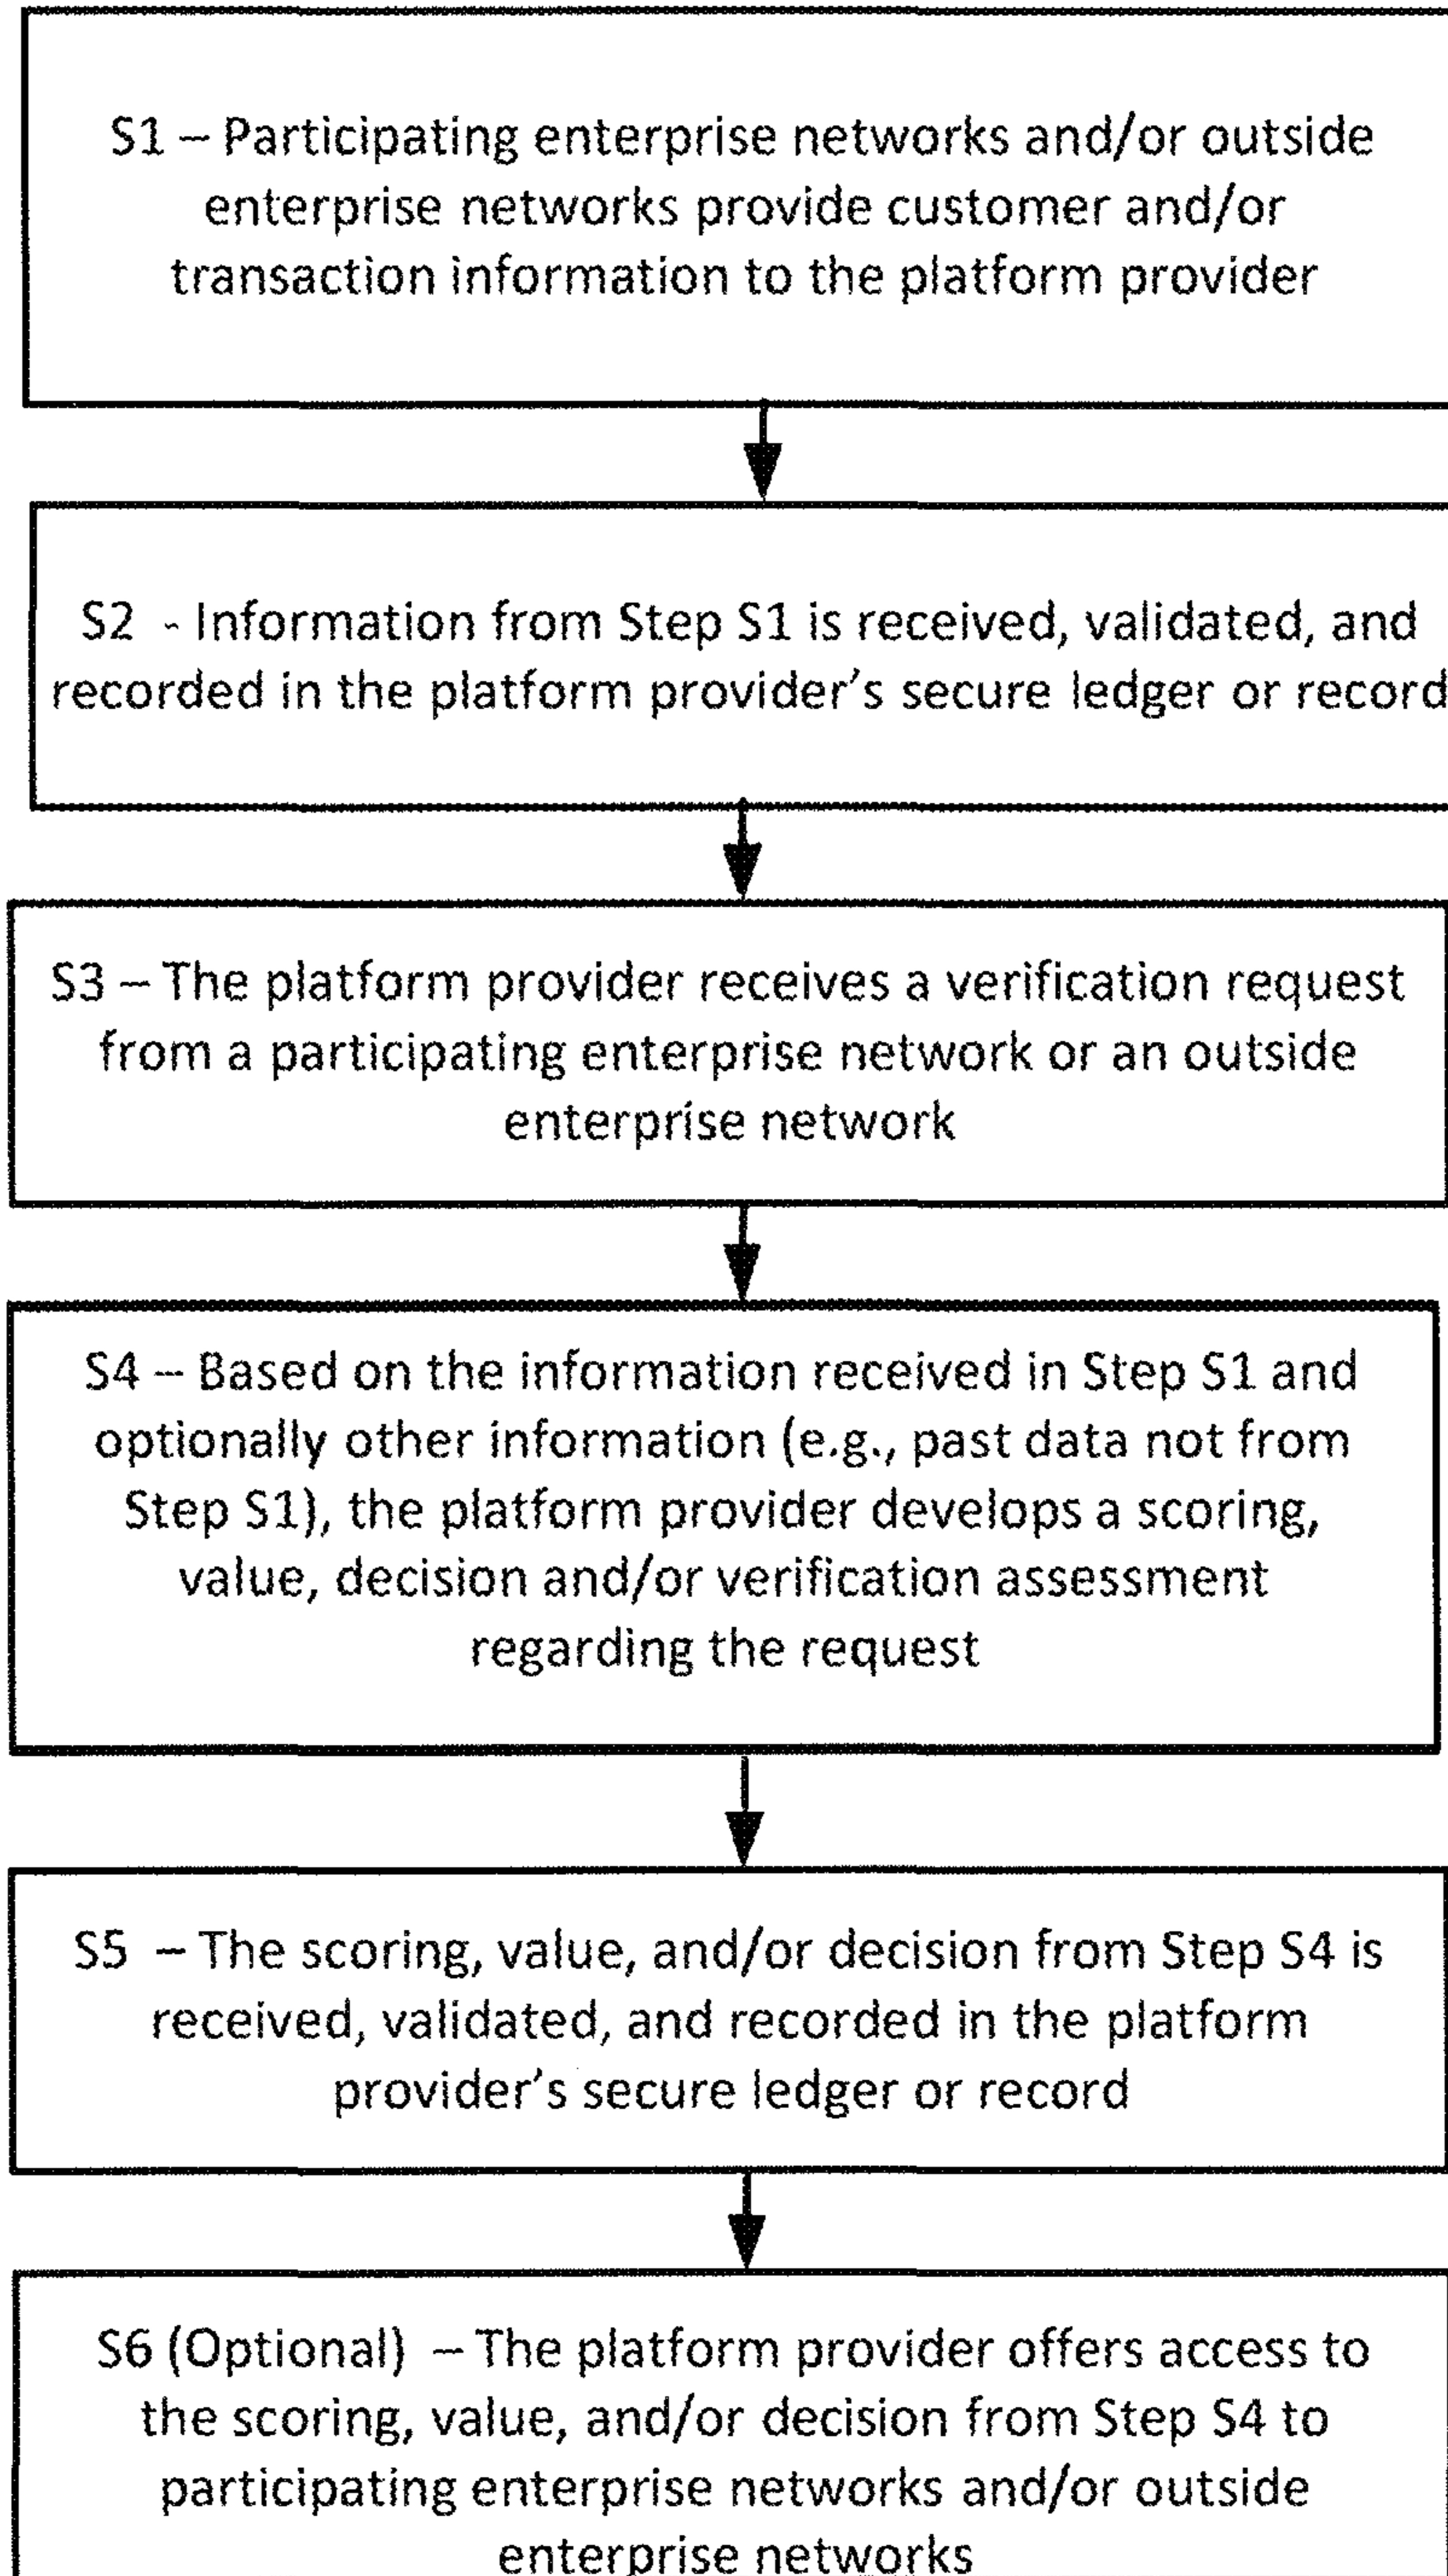 S1 – Participating enterprise networks and/or outside
enterprise networks provide customer and/or
transaction information to the platform provider
S2 - Information from Step S1 is received, validated, and
recorded in the platform provider's secure ledger or record
S3 – The platform provider receives a verification request
from a participating enterprise network or an outside
enterprise network
S4 – Based on the information received in Step S1 and
optionally other information (e.g., past data not from
Step S1), the platform provider develops a scoring,
value, decision and/or verification assessment
regarding the request
S5 – The scoring, value, and/or decision from Step S4 is
received, validated, and recorded in the platform
provider's secure ledger or record
S6 (Optional) – The platform provider offers access to
the scoring, value, and/or decision from Step S4 to
participating enterprise networks and/or outside
enterprise networks